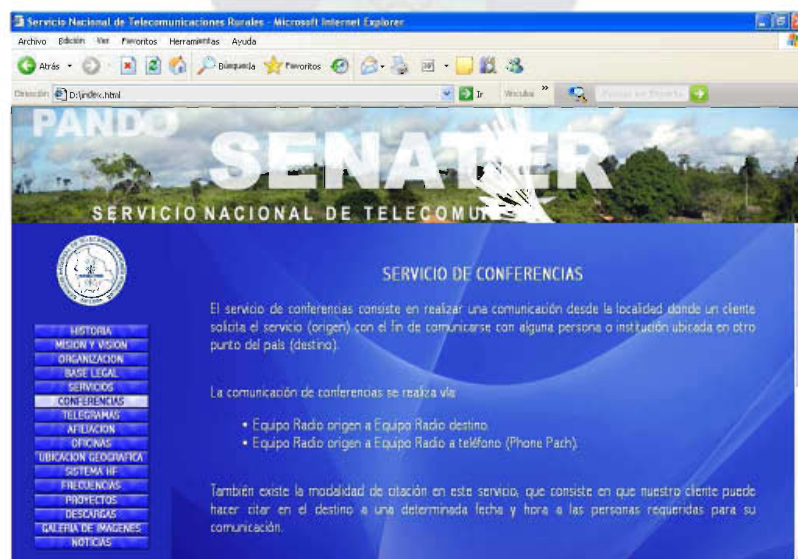 Servicio Nacional de Telecomunicaciones Rurales - Microsoft Internet Explorer
Archivo Edición Ver Favoritos Herramientas Ayuda
Atrás Búsqueda Favoritos
Dirección D:\index.html Ir Vínculos
PANDO
SENATER
SERVICIO NACIONAL DE TELECOMU
SERVICIO DE CONFERENCIAS
El servicio de conferencias consiste en realizar una comunicación desde la localidad donde un cliente
solicita el servicio (origen) con el fin de comunicarse con alguna persona o institución ubicada en otro
punto del país (destino).
La comunicación de conferencias se realiza vía:
• Equipo Radio origen a Equipo Radio destino.
• Equipo Radio origen a Equipo Radio a teléfono (Phone Pach).
También existe la modalidad de citación en este servicio, que consiste en que nuestro cliente puede
hacer citar en el destino a una determinada fecha y hora a las personas requeridas para su
comunicación.
HISTORIA
MISION Y VISION
ORGANIZACION
BASE LEGAL
SERVICIOS
CONFERENCIAS
TELEGRAMAS
AFILIACION
OFICINAS
UBICACION GEOGRAFICA
SISTEMA HF
FRECUENCIAS
PROYECTOS
DESCARGAS
GALERIA DE IMAGENES
NOTICIAS